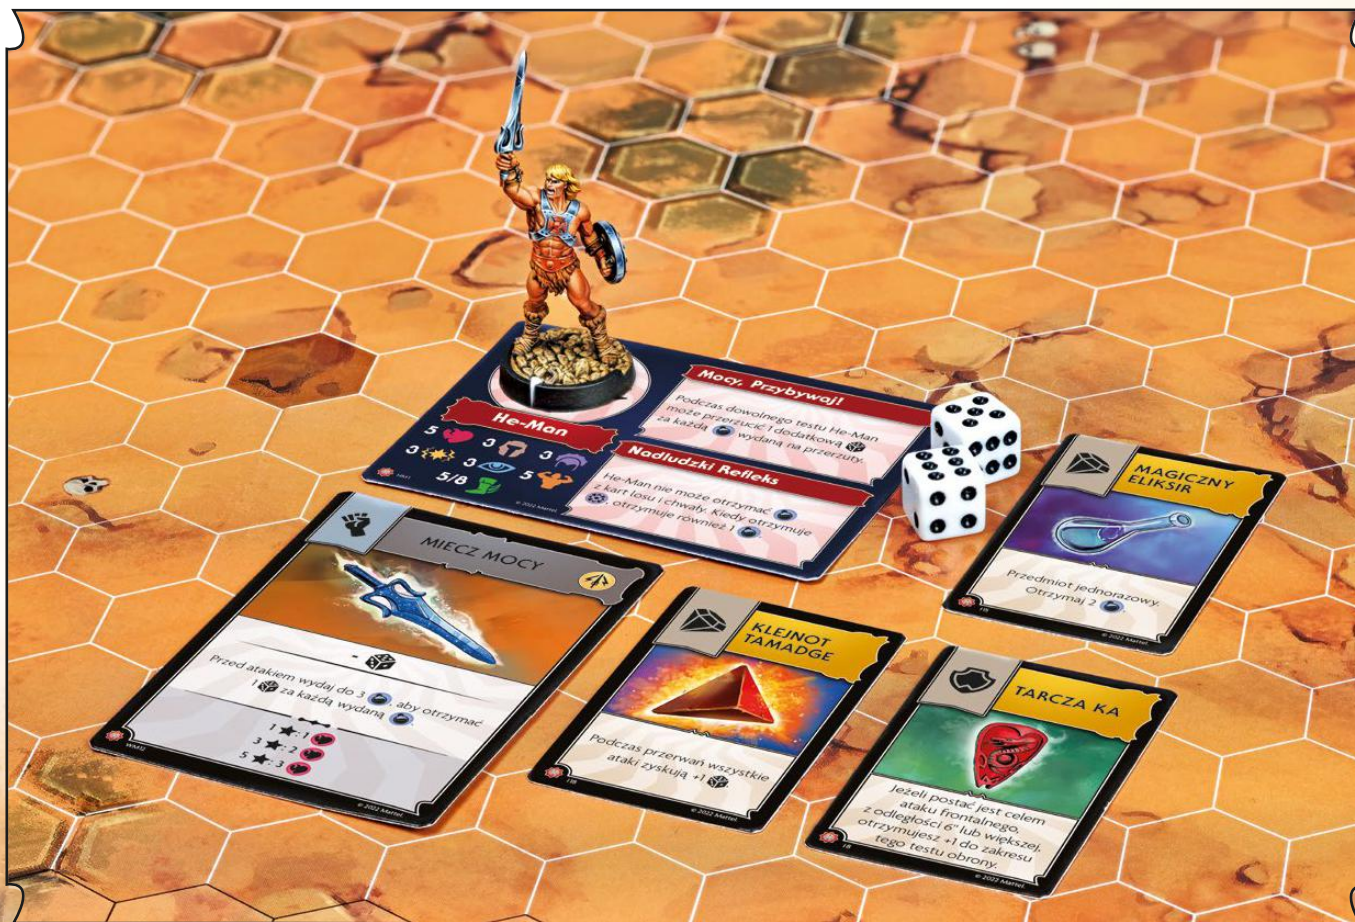 He-Man
5 3 3
3 3 5
5/8
© 2022 Mattel.
Mocy, Przybywaj!
Podczas dowolnego testu He-Man
może przerzucić 1 dodatkową
za każdą wydaną na przerzuty.
Nadludzki Refleks
He-Man nie może otrzymać
z kart losu i chwały. Kiedy otrzymuje
, otrzymuje również 1 .
MIECZ MOCY
-
Przed atakiem wydaj do 3 , aby otrzymać
1 za każdą wydaną
1 ★: 1
3 ★: 2
5 ★: 3
WM12
© 2022 Mattel.
KLEJNOT
TAMADGE
Podczas przerwań wszystkie
ataki zyskują +1
118
© 2022 Mattel.
MAGICZNY
ELIKSIR
Przedmiot jednorazowy.
Otrzymaj 2
© 2022 Mattel.
TARCZA KA
Jeżeli postać jest celem
ataku frontalnego,
z odległości 6" lub większej,
otrzymujesz +1 do zakresu
tego testu obrony.
© 2022 Mattel.